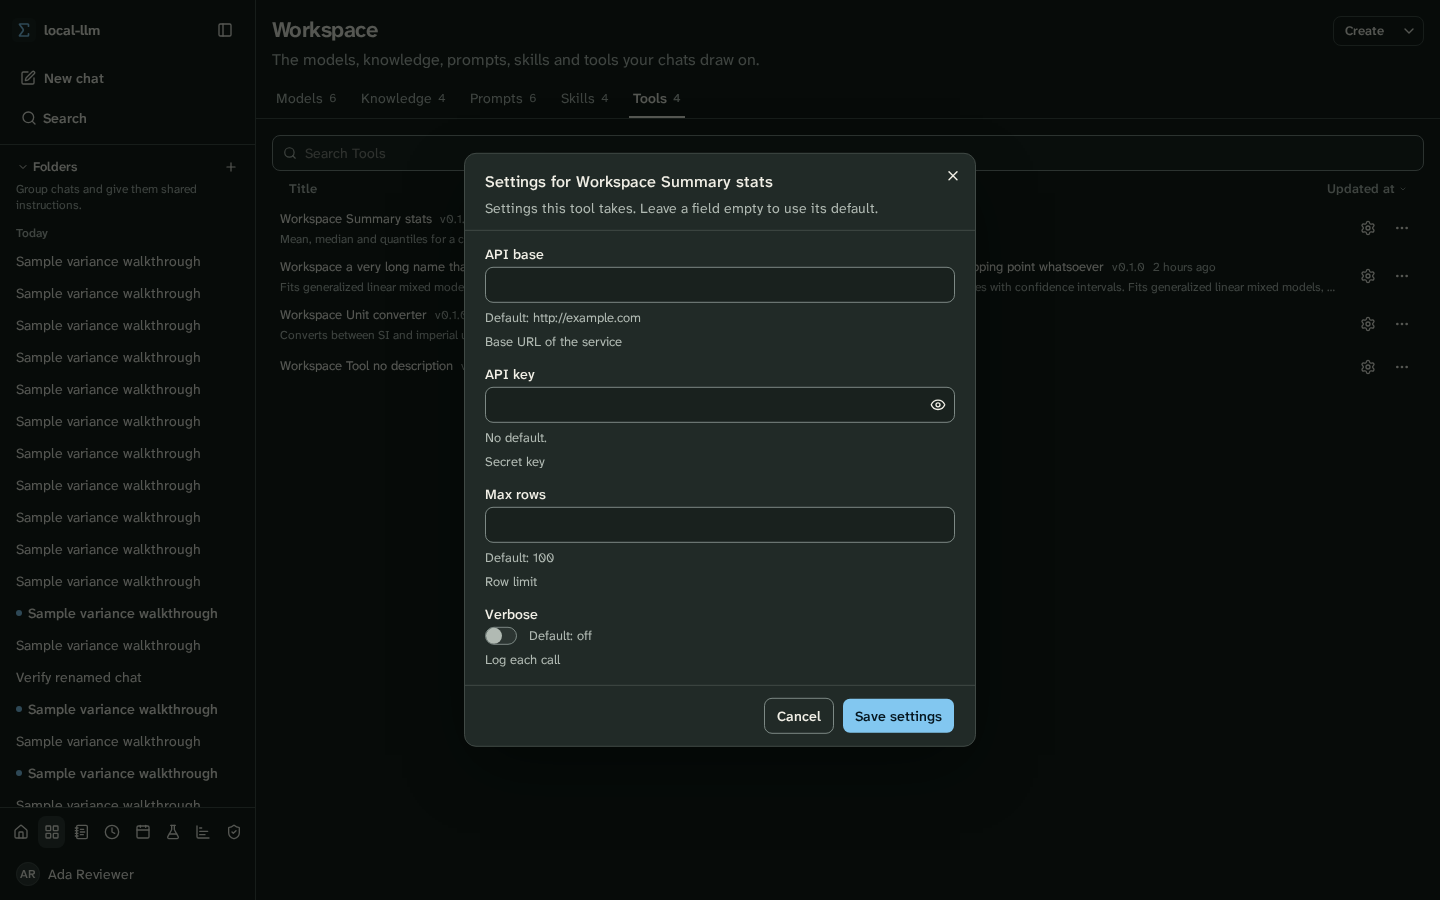 local-llm
New chat
Search
Folders
Group chats and give them shared
instructions.
Today
Sample variance walkthrough
Sample variance walkthrough
Sample variance walkthrough
Sample variance walkthrough
Sample variance walkthrough
Sample variance walkthrough
Sample variance walkthrough
Sample variance walkthrough
Sample variance walkthrough
Sample variance walkthrough
Sample variance walkthrough
Sample variance walkthrough
Sample variance walkthrough
Verify renamed chat
Sample variance walkthrough
Sample variance walkthrough
Sample variance walkthrough
Sample variance walkthrough
AR Ada Reviewer
Workspace
The models, knowledge, prompts, skills and tools your chats draw on.
Create
Models 6 Knowledge 4 Prompts 6 Skills 4 Tools 4
Search Tools
Title Updated at
Workspace Summary stats v0.1.
Mean, median and quantiles for a c
Workspace a very long name tha
pping point whatsoever v0.1.0 2 hours ago
Fits generalized linear mixed mode
es with confidence intervals. Fits generalized linear mixed models, ...
Workspace Unit converter v0.1.0
Converts between SI and imperial u
Workspace Tool no description
Settings for Workspace Summary stats
Settings this tool takes. Leave a field empty to use its default.
API base
Default: http://example.com
Base URL of the service
API key
No default.
Secret key
Max rows
Default: 100
Row limit
Verbose
Default: off
Log each call
Cancel Save settings